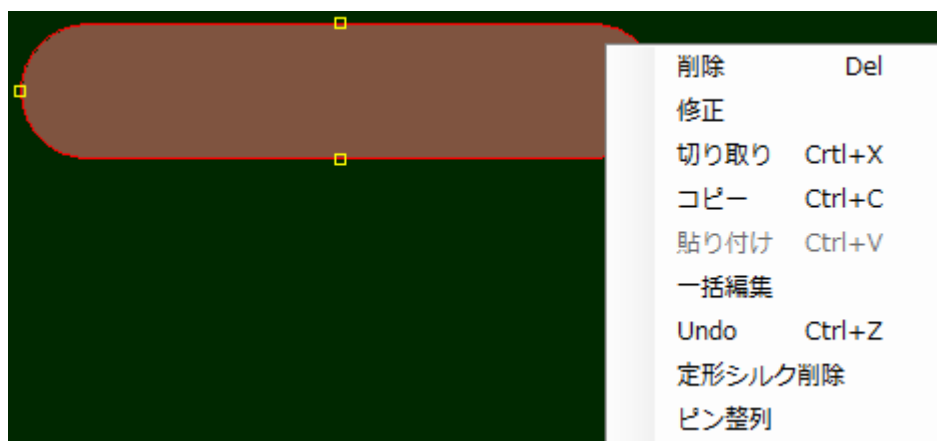 削除 Del
修正
切り取り Crtl+X
コピー Ctrl+C
貼り付け Ctrl+V
一括編集
Undo Ctrl+Z
定形シルク削除
ピン整列